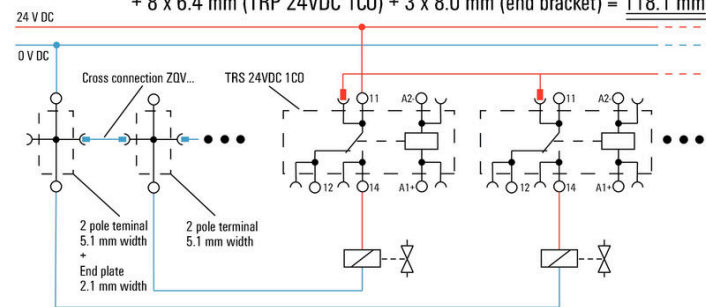 + 8 x 6.4 mm (TRP 24VDC 1CO) + 3 x 8.0 mm (end bracket) = 118.1 mm
24 V DC
0 V DC
Cross connection ZQV...
TRS 24VDC 1CO
11
A2-
11
A2-
12
14
A1+
12
14
A1+
2 pole teminal
5.1 mm width
+
End plate
2.1 mm width
2 pole terminal
5.1 mm width